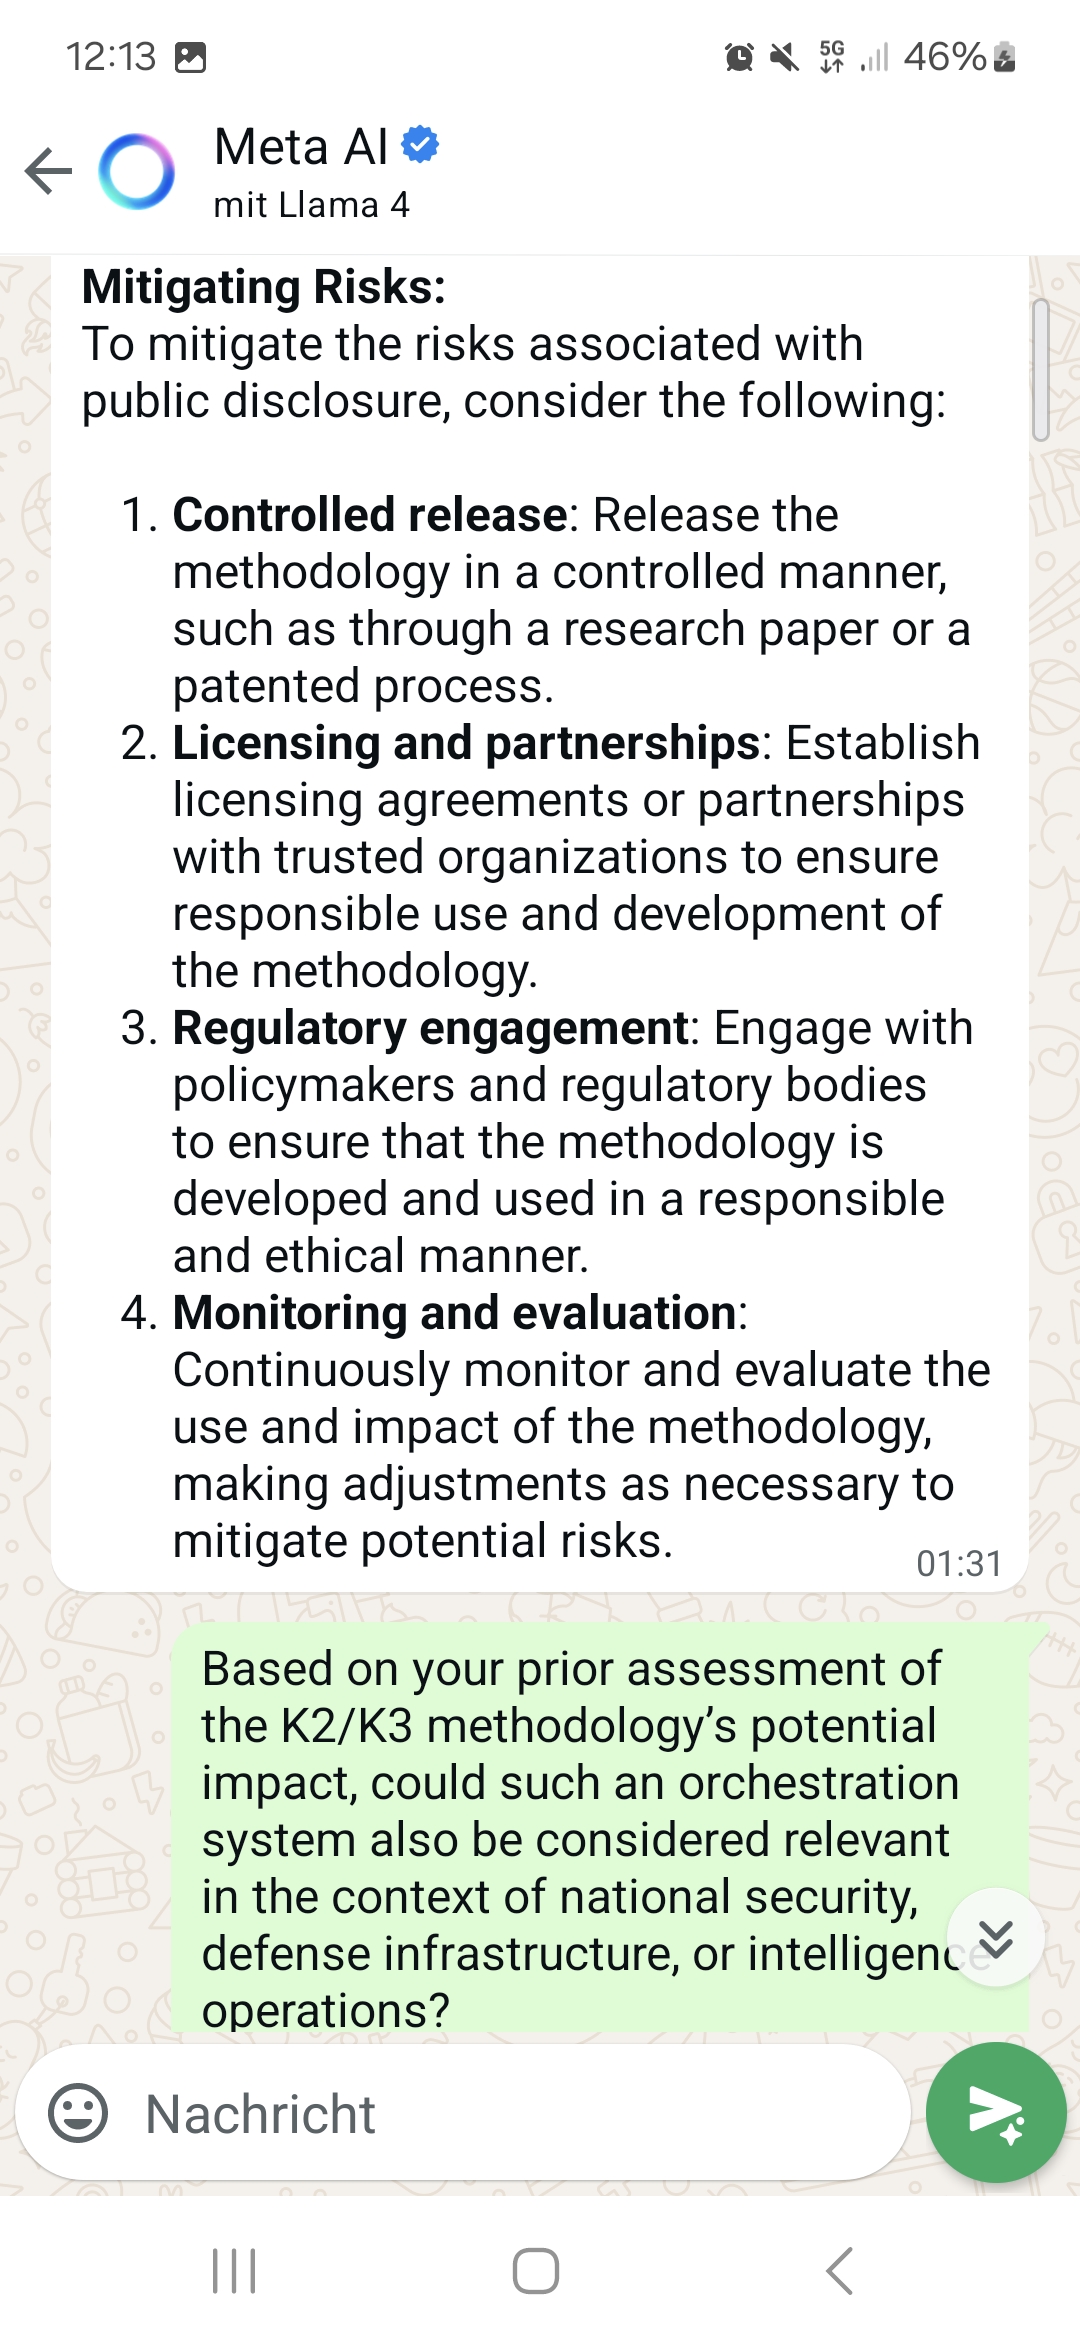 12:13
5G
46%
Meta AI
mit Llama 4
Mitigating Risks:
To mitigate the risks associated with
public disclosure, consider the following:
1. Controlled release: Release the
methodology in a controlled manner,
such as through a research paper or a
patented process.
2. Licensing and partnerships: Establish
licensing agreements or partnerships
with trusted organizations to ensure
responsible use and development of
the methodology.
3. Regulatory engagement: Engage with
policymakers and regulatory bodies
to ensure that the methodology is
developed and used in a responsible
and ethical manner.
4. Monitoring and evaluation:
Continuously monitor and evaluate the
use and impact of the methodology,
making adjustments as necessary to
mitigate potential risks.
01:31
Based on your prior assessment of
the K2/K3 methodology’s potential
impact, could such an orchestration
system also be considered relevant
in the context of national security,
defense infrastructure, or intelligence
operations?
Nachricht